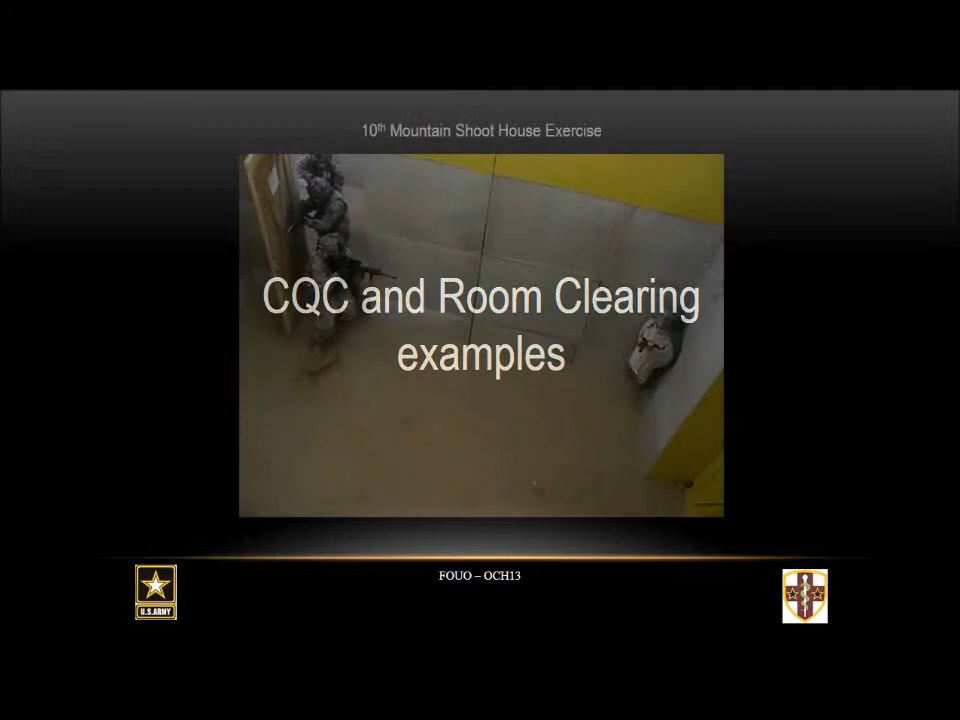 10th Mountain Shoot House Exercise
CQC and Room Clearing
examples
FOUO – OCH13
U.S.ARMY